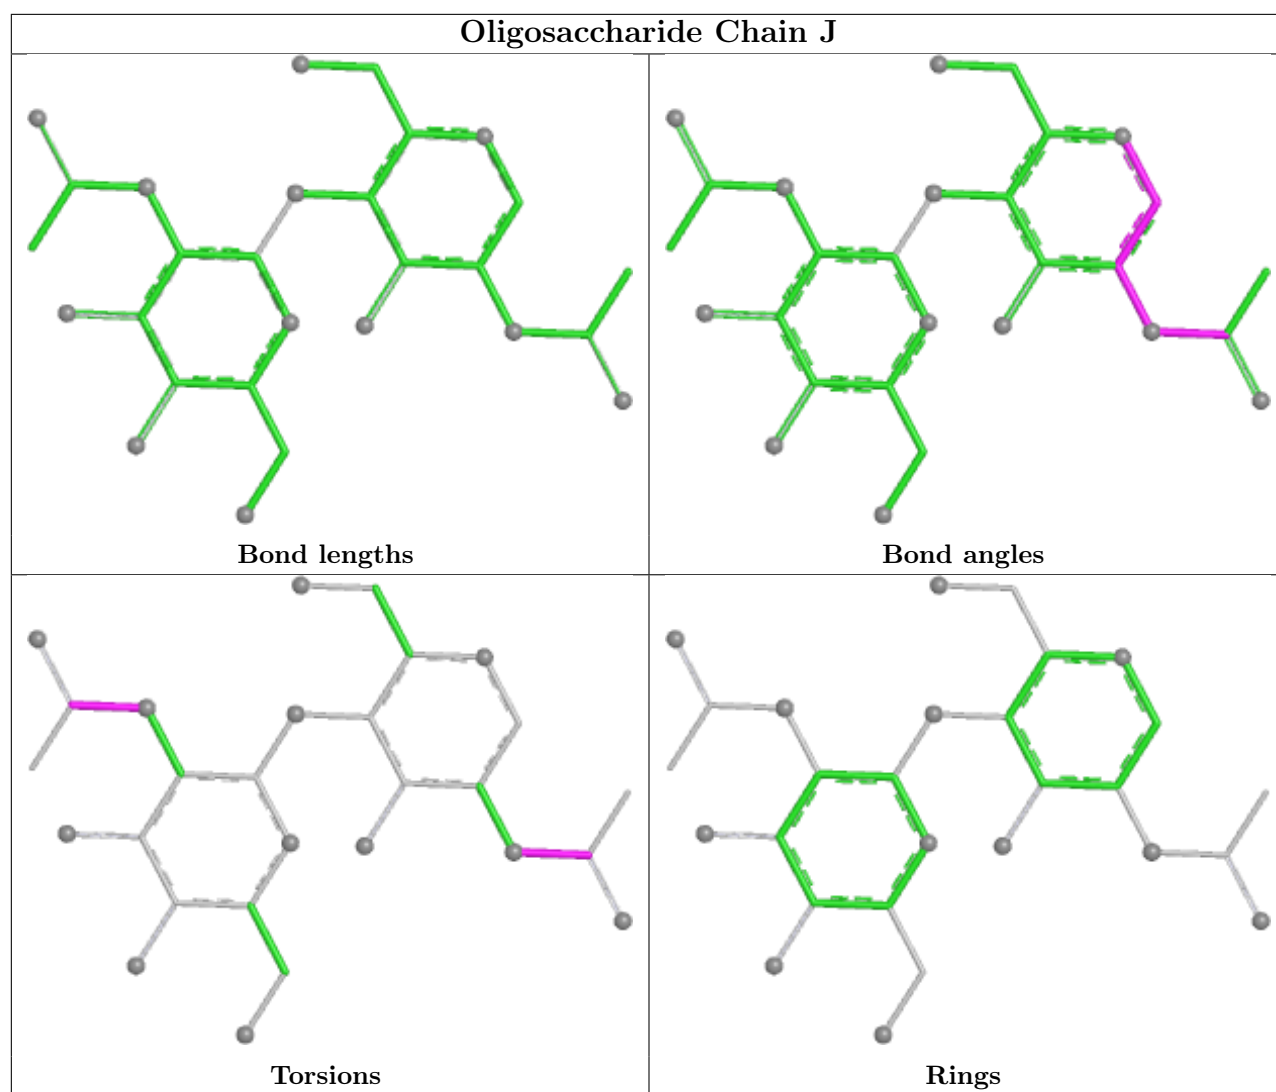 Oligosaccharide Chain J
Bond lengths
Bond angles
Torsions
Rings